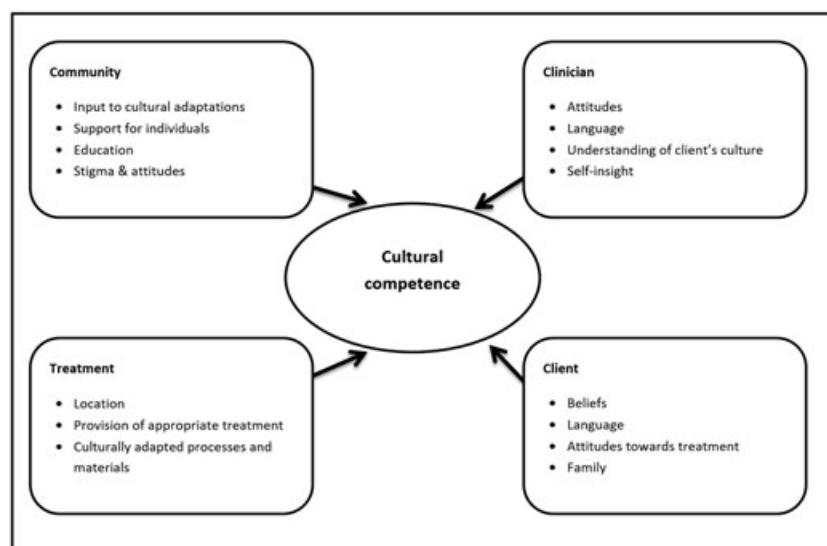 Community
• Input to cultural adaptations
• Support for individuals
• Education
• Stigma & attitudes
Clinician
• Attitudes
• Language
• Understanding of client's culture
• Self-insight
Cultural
competence
Treatment
• Location
• Provision of appropriate treatment
• Culturally adapted processes and
materials
Client
• Beliefs
• Language
• Attitudes towards treatment
• Family